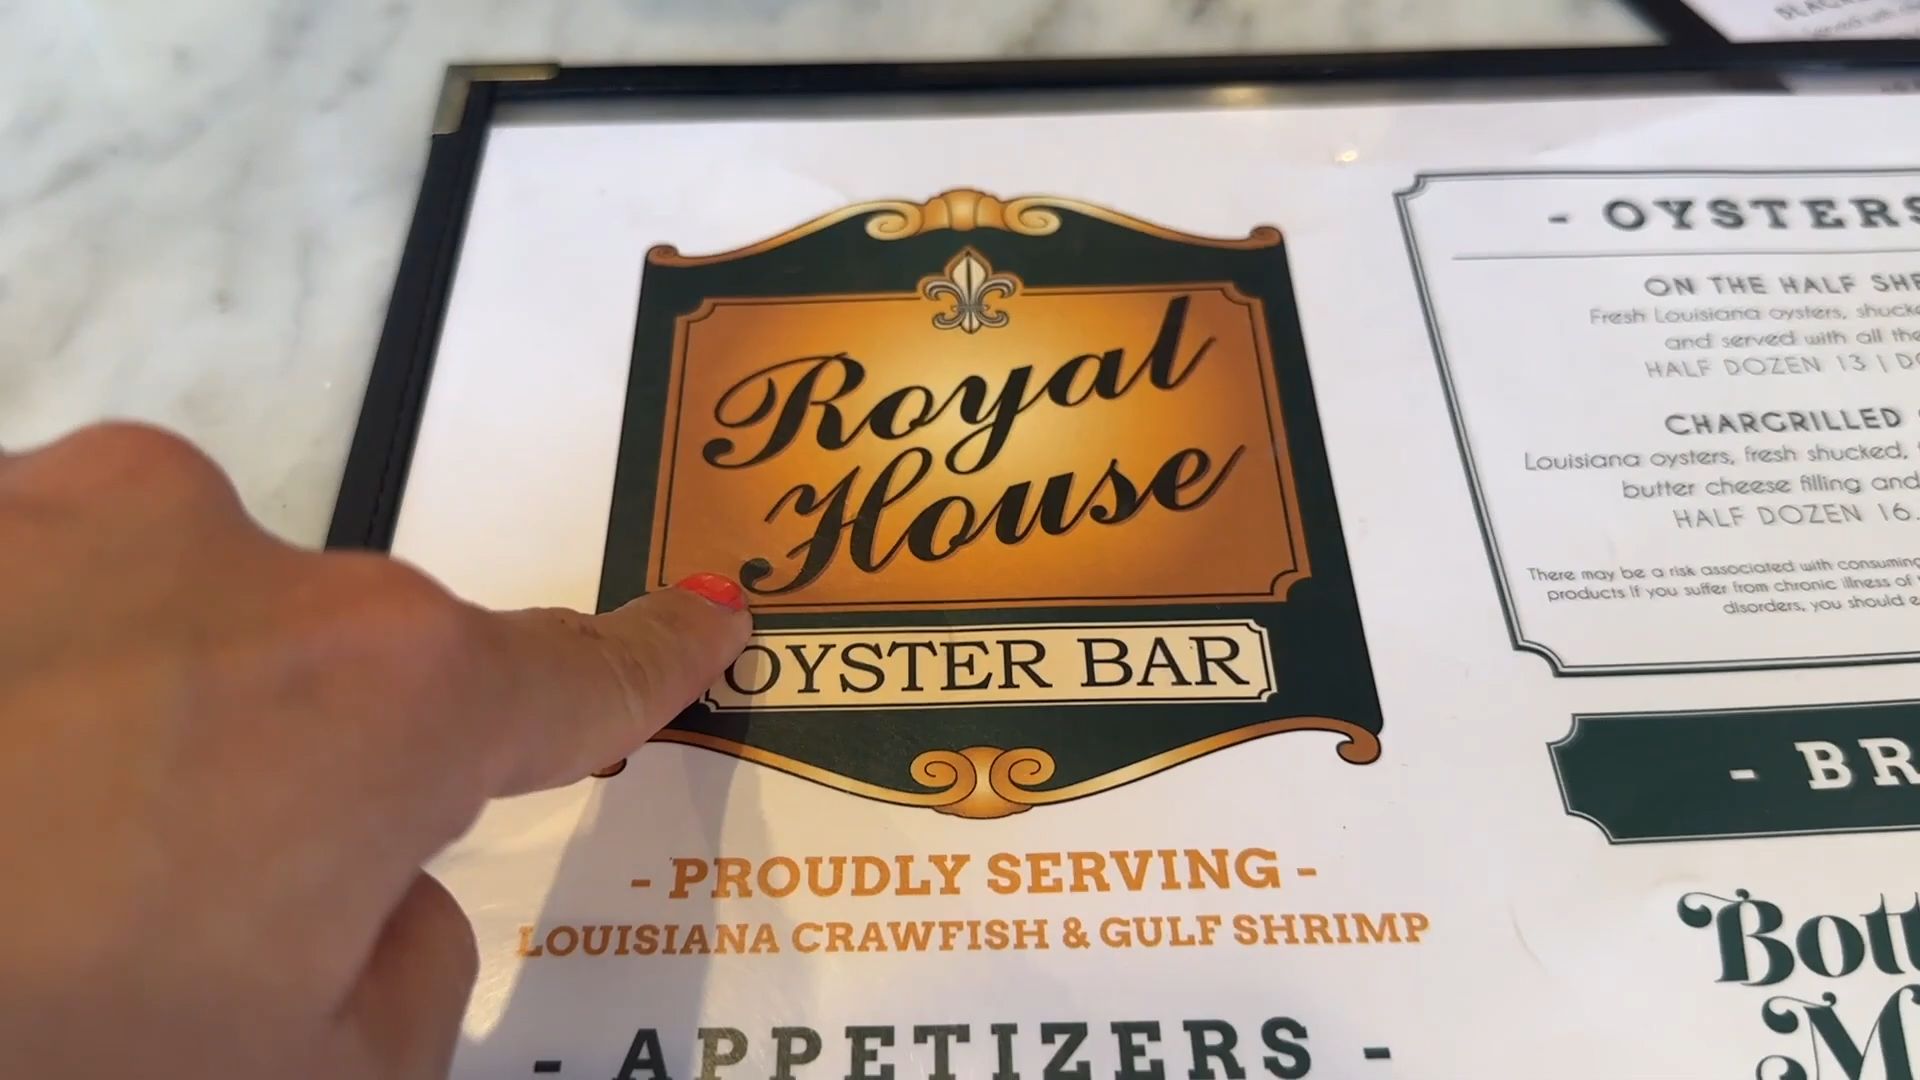 Royal
House
OYSTER BAR
- PROUDLY SERVING -
LOUISIANA CRAWFISH & GULF SHRIMP
- APPETIZERS -
- OYSTERS
ON THE HALF
Fresh Louisiana oysters,
and served with all
HALF DOZEN 13 |
CHARGRILLED
Louisiana oysters, fresh shucked,
butter cheese filling and
HALF DOZEN 16.
There may be a risk associated with consuming
products If you suffer from chronic illness of
disorders, you should